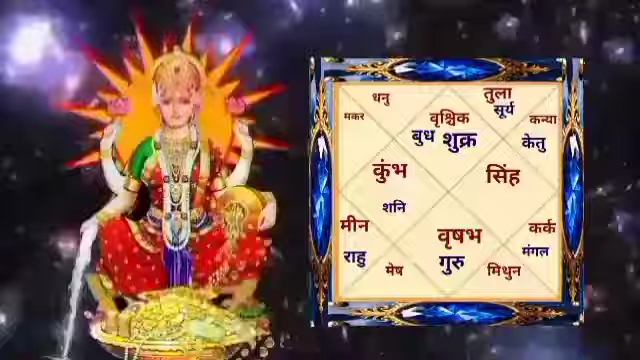 धनु
तुला
सूर्य
मकर
वृश्चिक
कन्या
बुध शुक्र
केतु
कुंभ
सिंह
शनि
मीन
कर्क
वृषभ
राहु
मंगल
गुरु
मेष
मिथुन